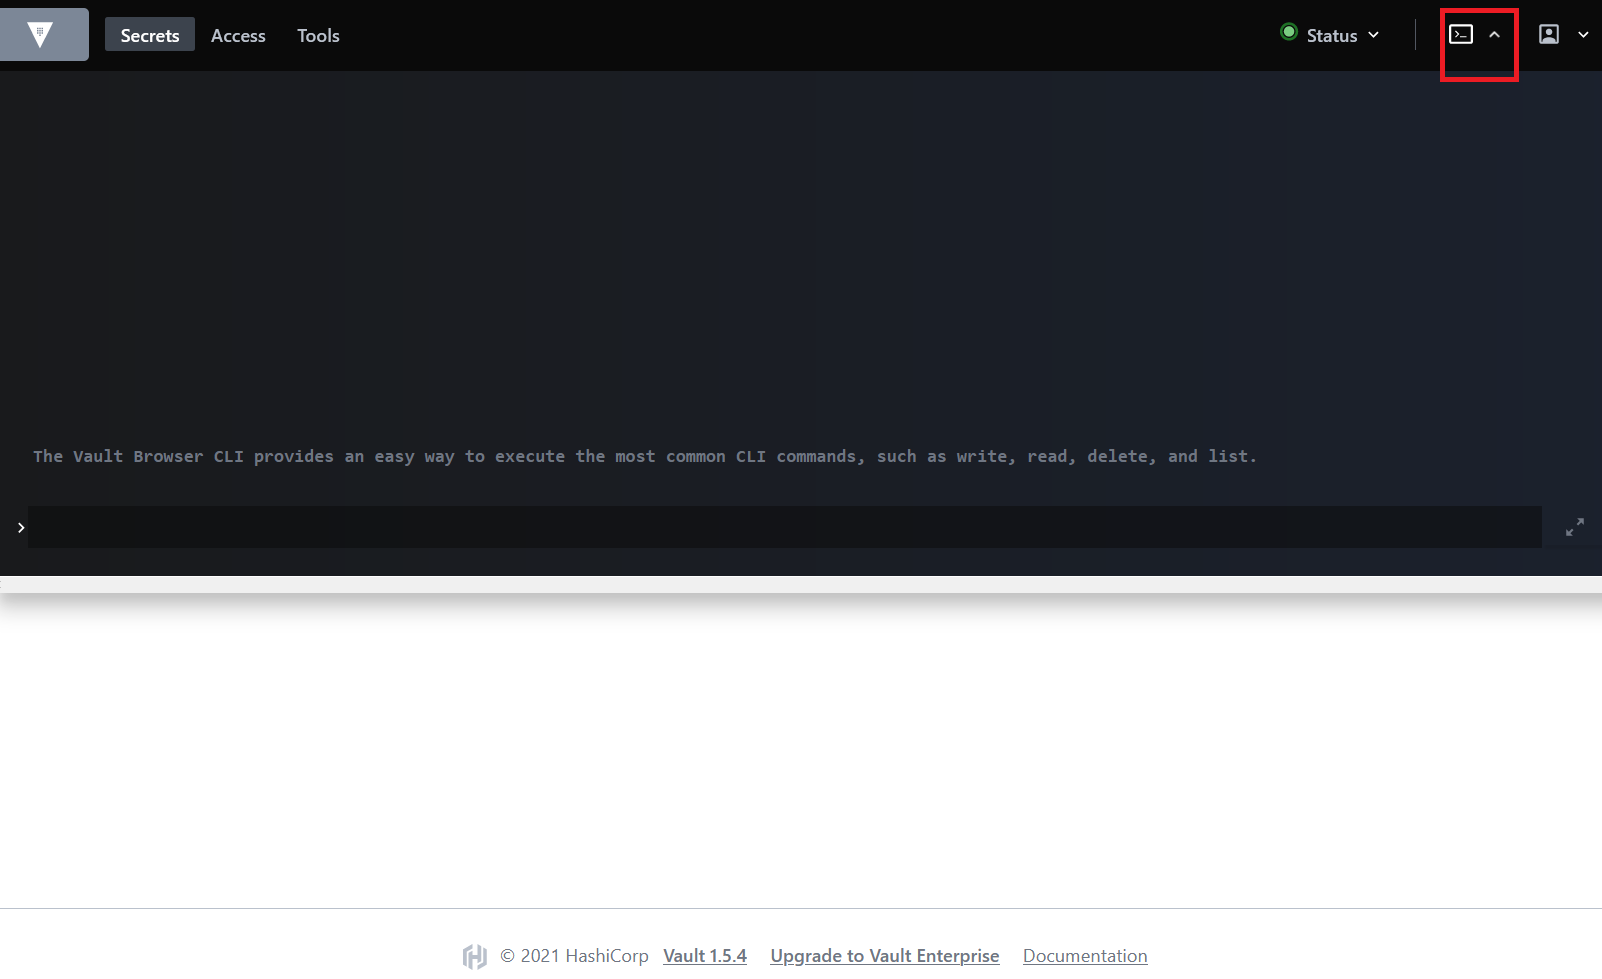 Secrets Access Tools Status
The Vault Browser CLI provides an easy way to execute the most common CLI commands, such as write, read, delete, and list.
© 2021 HashiCorp Vault 1.5.4 Upgrade to Vault Enterprise Documentation